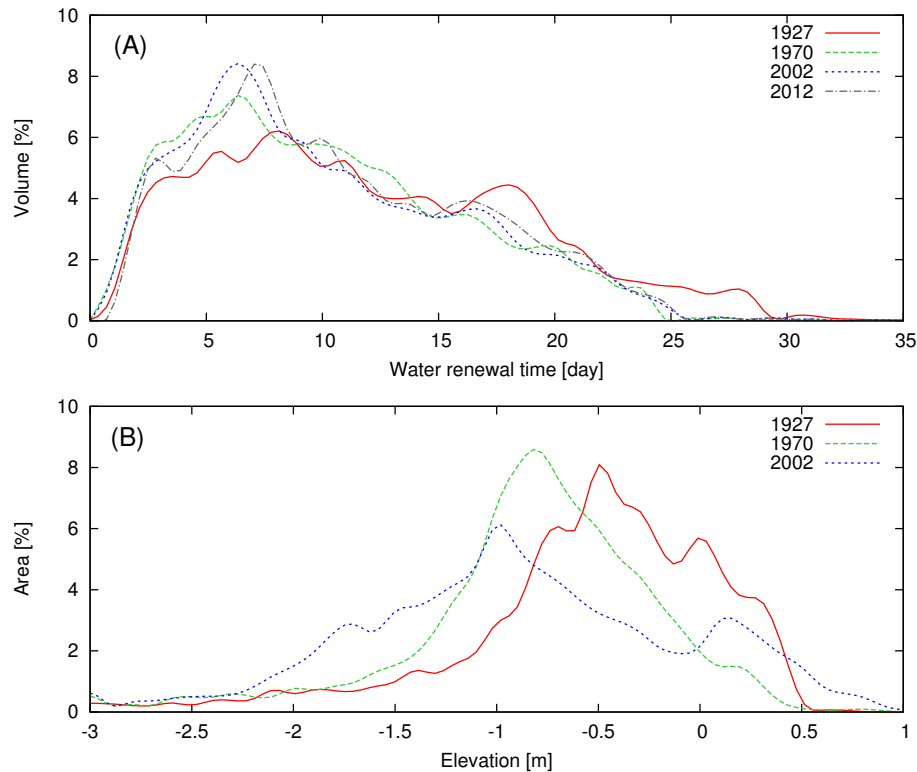 (A)
1927
1970
2002
2012
Volume [%]
10
8
6
4
2
0
0 5 10 15 20 25 30 35
Water renewal time [day]
(B)
1927
1970
2002
Area [%]
10
8
6
4
2
0
-3 -2.5 -2 -1.5 -1 -0.5 0 0.5 1
Elevation [m]